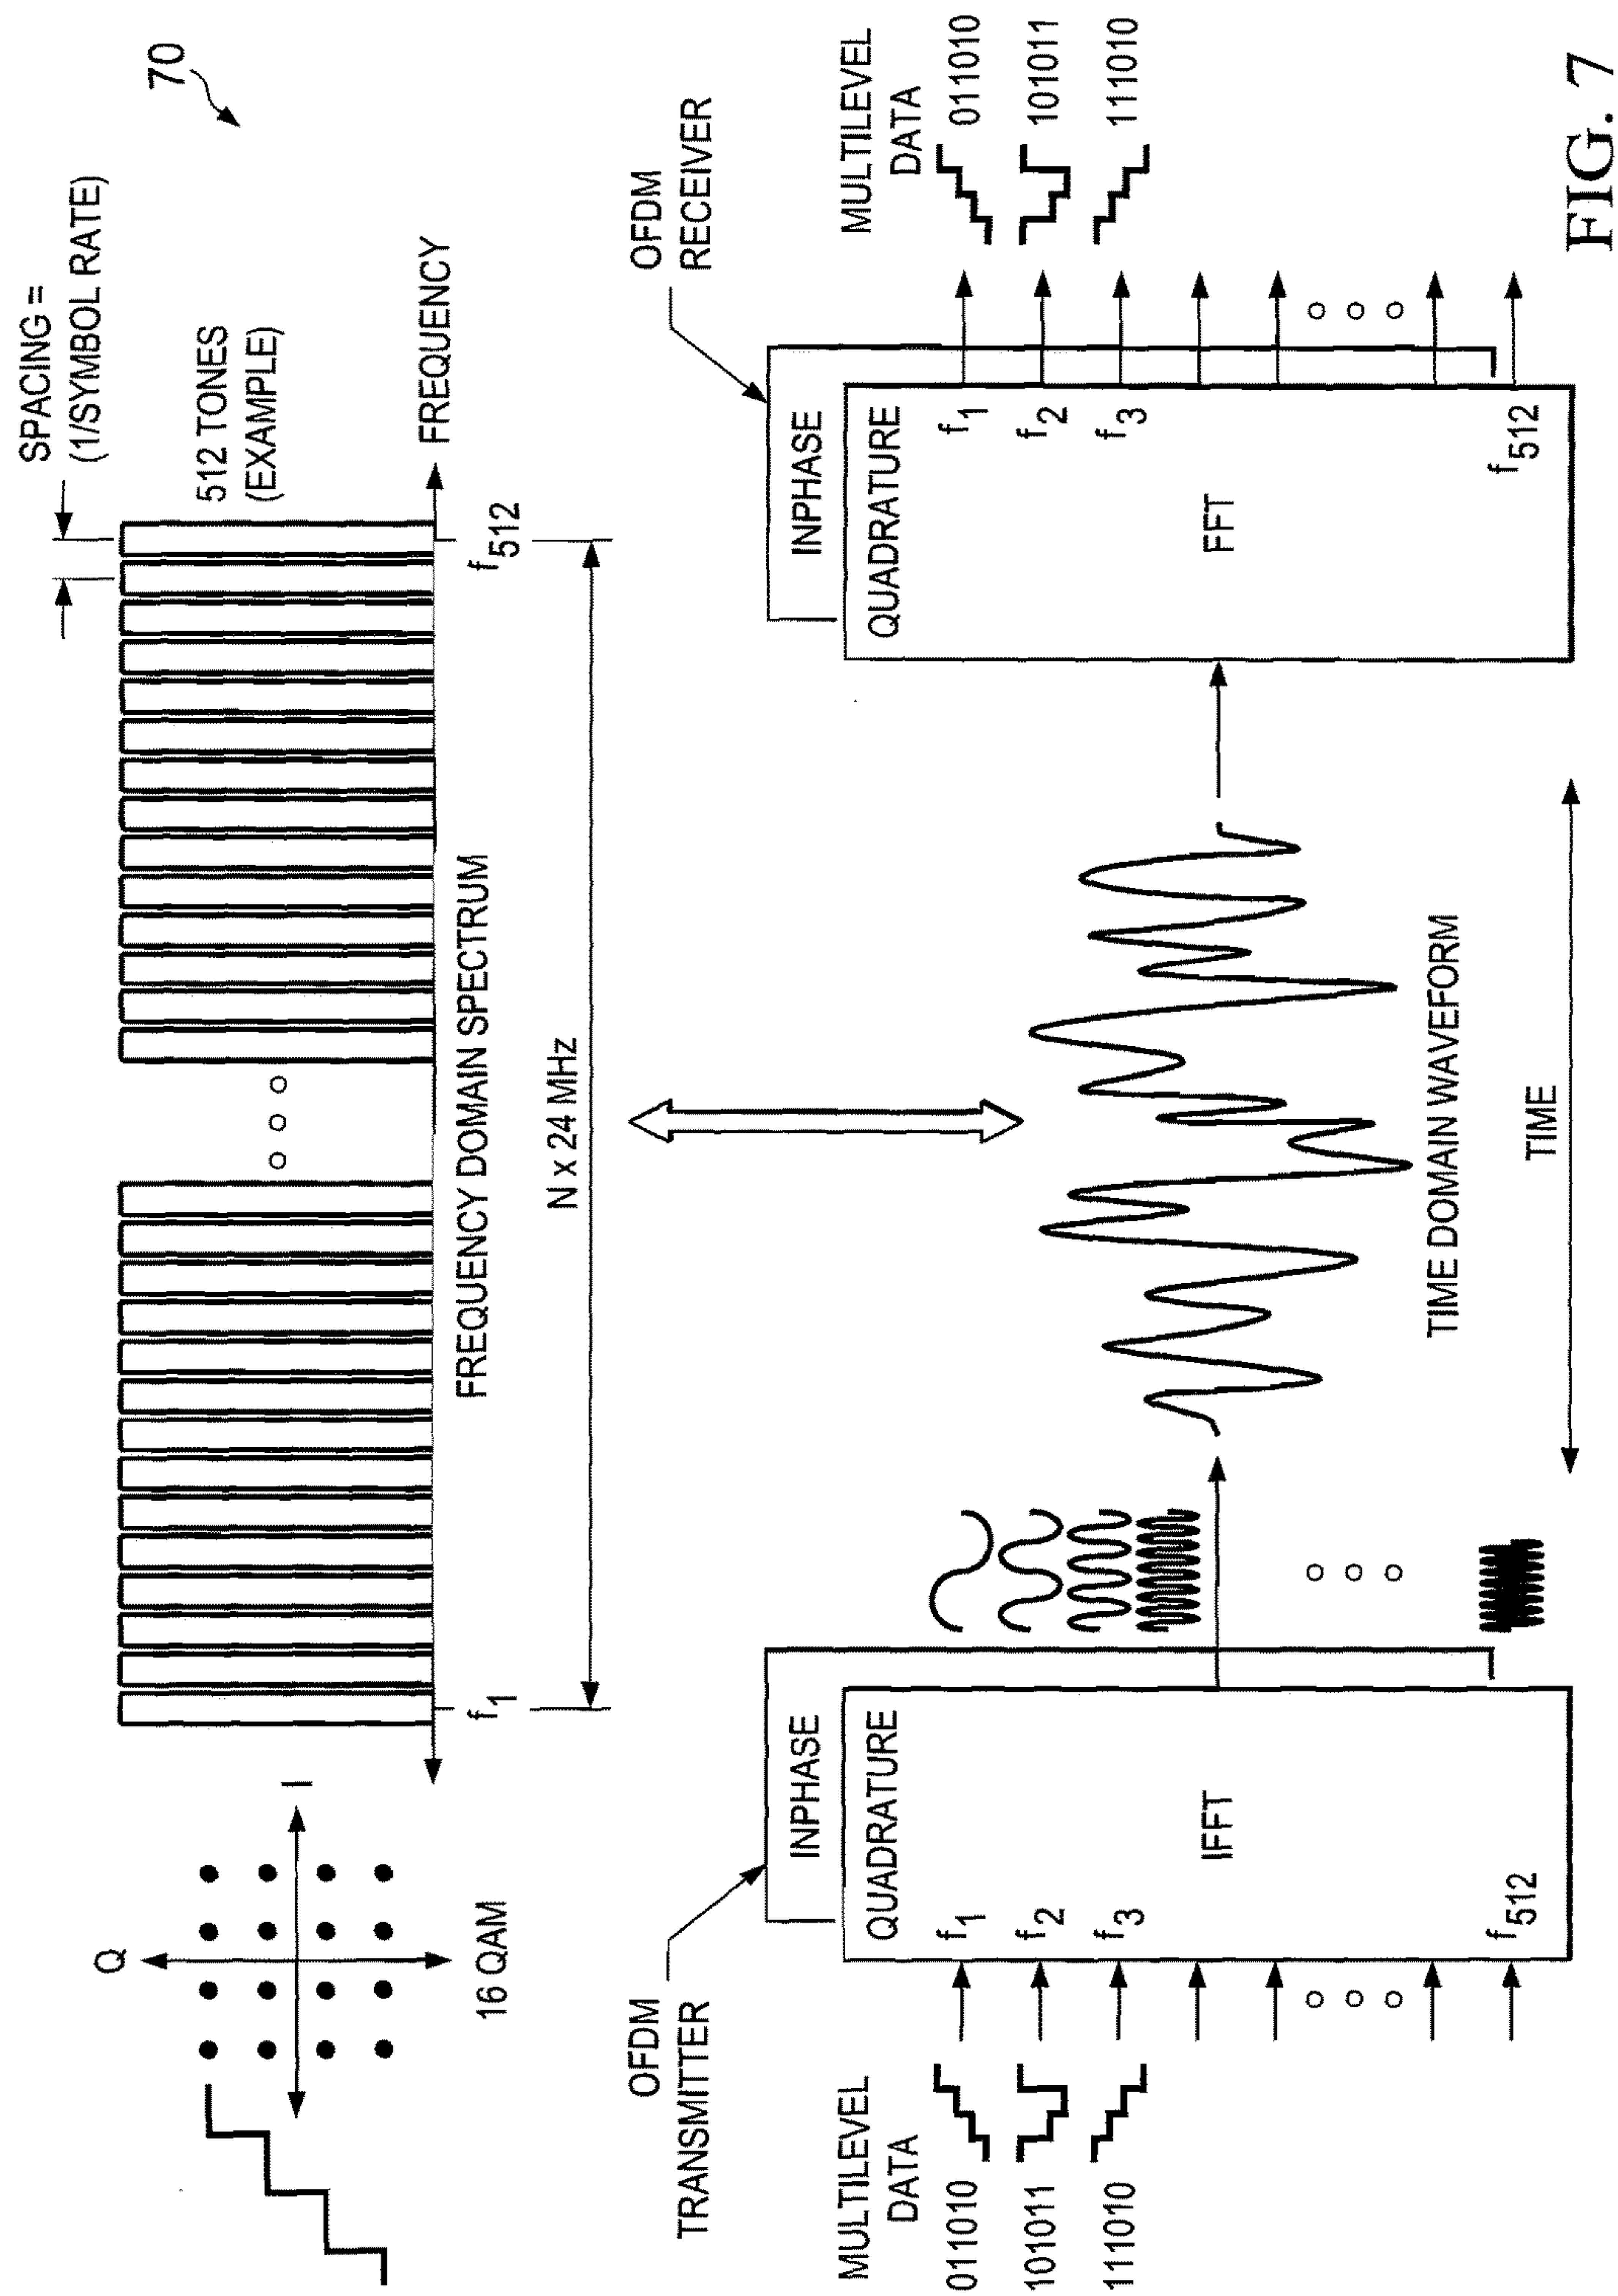 70
SPACING =
(1/SYMBOL RATE)
512 TONES
(EXAMPLE)
Q
I
16 QAM
FREQUENCY
f1
f512
FREQUENCY DOMAIN SPECTRUM
N x 24 MHz
OFDM
TRANSMITTER
INPHASE
QUADRATURE
MULTILEVEL
DATA
011010
101011
111010
f1
f2
f3
IFFT
f512
TIME DOMAIN WAVEFORM
TIME
OFDM
RECEIVER
INPHASE
QUADRATURE
f1
f2
f3
FFT
f512
MULTILEVEL
DATA
011010
101011
111010
FIG. 7